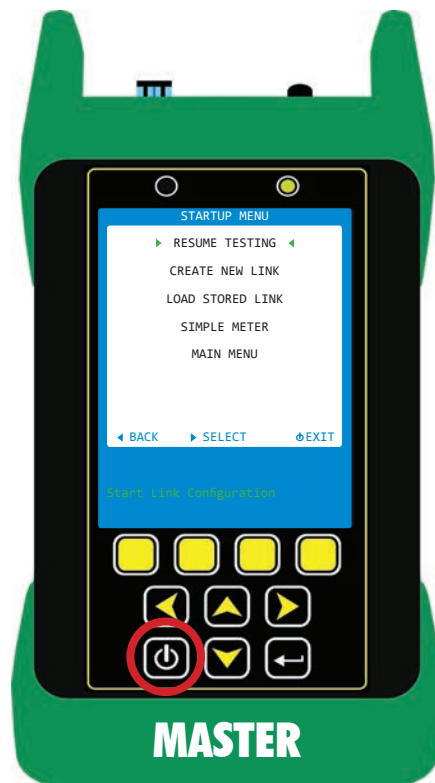 STARTUP MENU
RESUME TESTING
CREATE NEW LINK
LOAD STORED LINK
SIMPLE METER
MAIN MENU
BACK SELECT EXIT
Start Link Configuration
MASTER